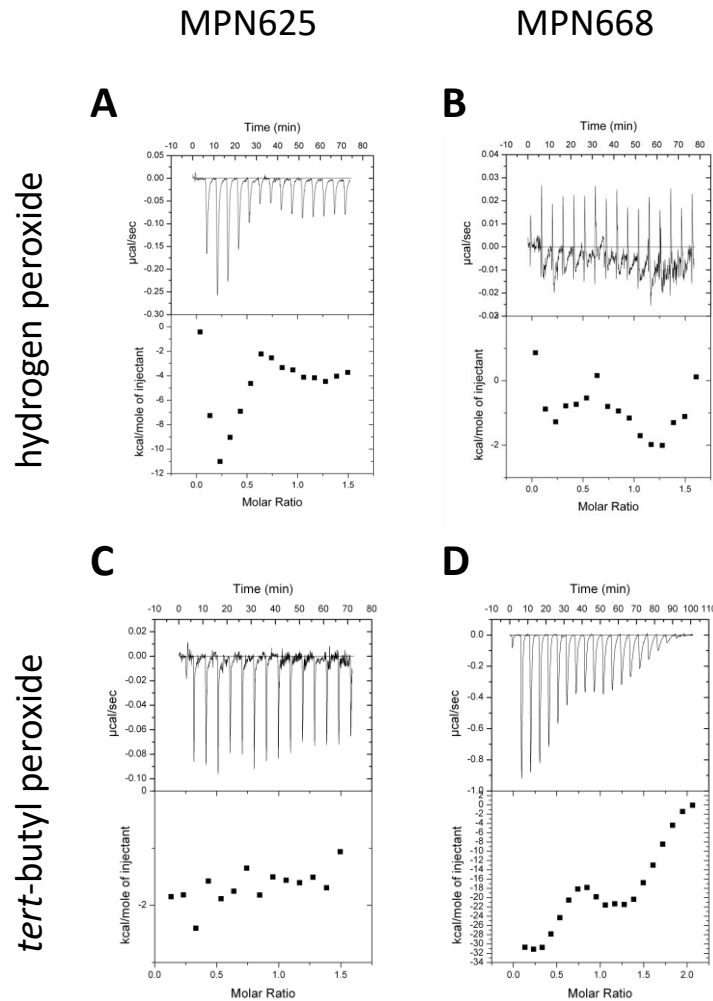 MPN625
MPN668
hydrogen peroxide
A
Time (min)
-10 0 10 20 30 40 50 60 70 80
0.05
0.00
-0.05
-0.10
-0.15
-0.20
-0.25
-0.30
µcal/sec
0
-2
-4
-6
-8
-10
-12
kcal/mole of injectant
0.0 0.5 1.0 1.5
Molar Ratio
B
Time (min)
-10 0 10 20 30 40 50 60 70 80
0.04
0.03
0.02
0.01
0.00
-0.01
-0.02
µcal/sec
0
-2
kcal/mole of injectant
0.0 0.5 1.0 1.5
Molar Ratio
tert-butyl peroxide
C
Time (min)
-10 0 10 20 30 40 50 60 70 80
0.02
0.00
-0.02
-0.04
-0.06
-0.08
-0.10
µcal/sec
0
-2
kcal/mole of injectant
0.0 0.5 1.0 1.5
Molar Ratio
D
Time (min)
-10 0 10 20 30 40 50 60 70 80 90 100 110
0.0
-0.2
-0.4
-0.6
-0.8
-1.0
µcal/sec
0
-2
-4
-6
-8
-10
-12
-14
-16
-18
-20
-22
-24
-26
-28
-30
-32
-34
kcal/mole of injectant
0.0 0.5 1.0 1.5 2.0
Molar Ratio